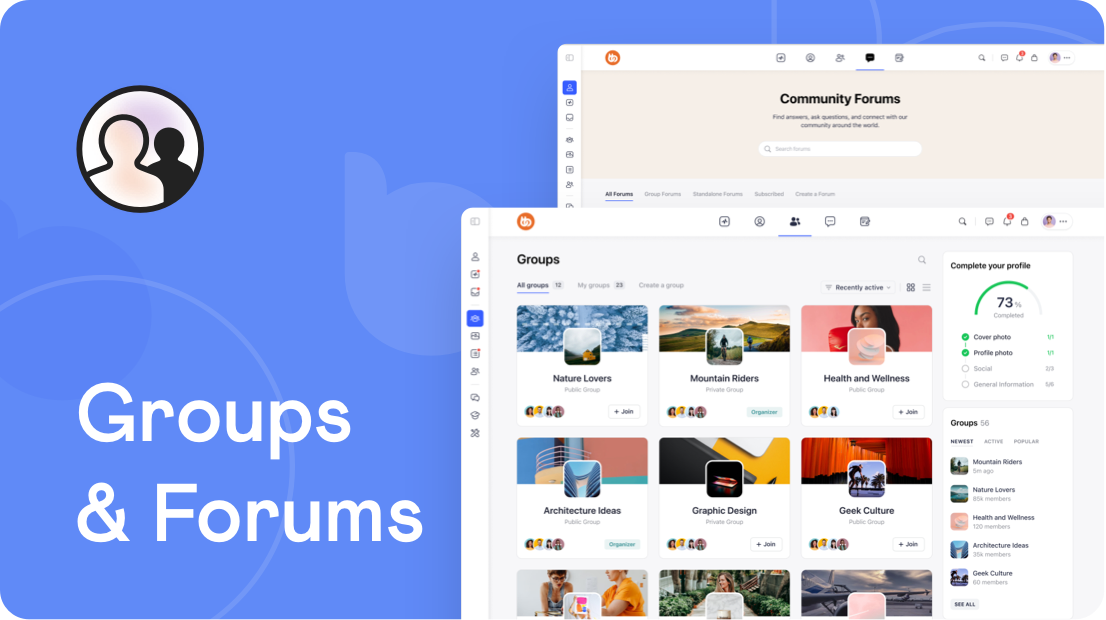 Groups
& Forums
Community Forums
Find answers, ask questions, and connect with our
community around the world.
Search forums
All Forums Group Forums Standalone Forums Subscribed Create a Forum
Groups
All groups 12 My groups 23 Create a group
Recently active
Nature Lovers
Public Group
+ Join
Mountain Riders
Private Group
Organizer
Health and Wellness
Public Group
+ Join
Architecture Ideas
Public Group
Organizer
Graphic Design
Private Group
+ Join
Geek Culture
Public Group
+ Join
Complete your profile
73 %
Completed
Cover photo 1/1
Profile photo 1/1
Social 2/3
General Information 5/6
Groups 56
NEWEST ACTIVE POPULAR
Mountain Riders
5m ago
Nature Lovers
85k members
Health and Wellness
120 members
Architecture Ideas
35k members
Geek Culture
60 members
SEE ALL